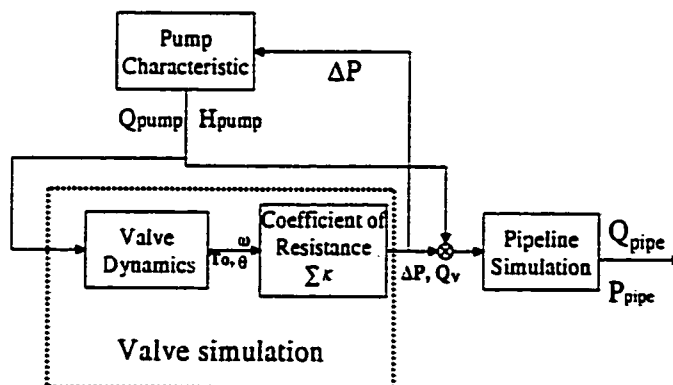 Pump
Characteristic
ΔP
Qpump Hpump
Valve
Dynamics
ω
To, θ
Coefficient of
Resistance
∑κ
ΔP, Qv
Pipeline
Simulation
Qpipe
Ppipe
Valve simulation